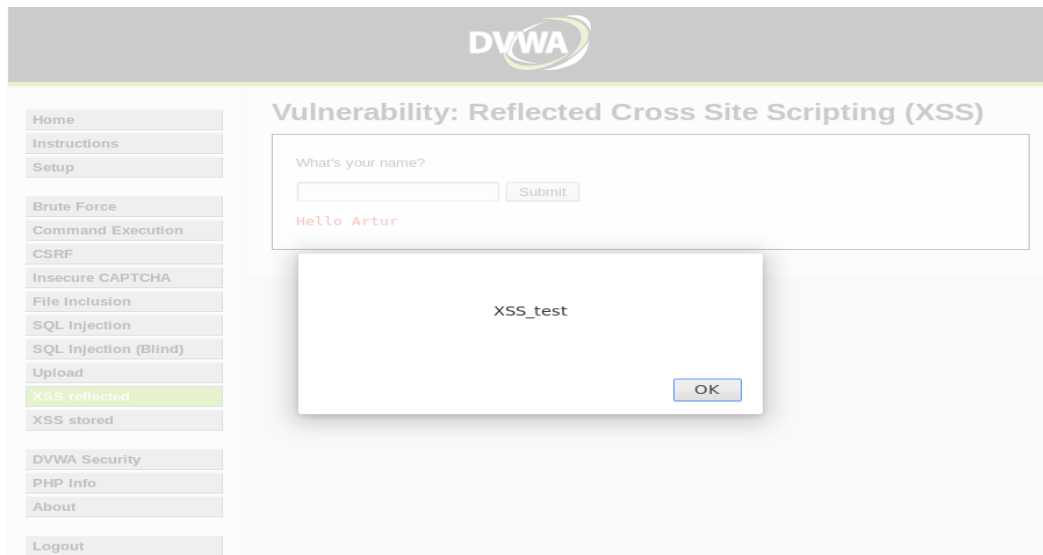 DVWA
Home
Instructions
Setup
Brute Force
Command Execution
CSRF
Insecure CAPTCHA
File Inclusion
SQL Injection
SQL Injection (Blind)
Upload
XSS reflected
XSS stored
DVWA Security
PHP Info
About
Logout
Vulnerability: Reflected Cross Site Scripting (XSS)
What's your name?
Submit
Hello Artur
XSS_test
OK